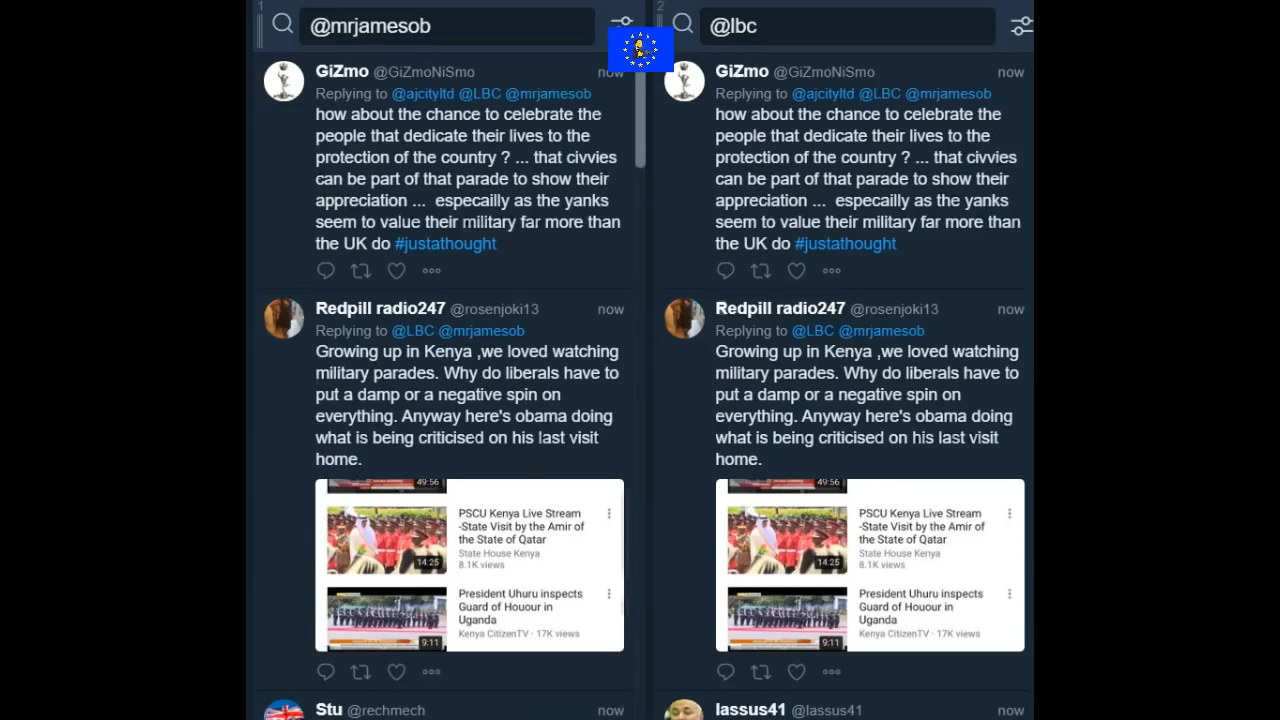 1
@mrjamesob
GiZmo @GiZmoNiSmo now
Replying to @ajcityltd @LBC @mrjamesob
how about the chance to celebrate the
people that dedicate their lives to the
protection of the country ? ... that civvies
can be part of that parade to show their
appreciation ... especailly as the yanks
seem to value their military far more than
the UK do #justathought
Redpill radio247 @rosenjoki13 now
Replying to @LBC @mrjamesob
Growing up in Kenya ,we loved watching
military parades. Why do liberals have to
put a damp or a negative spin on
everything. Anyway here's obama doing
what is being criticised on his last visit
home.
49:56
PSCU Kenya Live Stream
-State Visit by the Amir of
the State of Qatar
State House Kenya
8.1K views
14:25
President Uhuru inspects
Guard of Houour in
Uganda
Kenya CitizenTV · 17K views
9:11
Stu @rechmech now
2
@lbc
GiZmo @GiZmoNiSmo now
Replying to @ajcityltd @LBC @mrjamesob
how about the chance to celebrate the
people that dedicate their lives to the
protection of the country ? ... that civvies
can be part of that parade to show their
appreciation ... especailly as the yanks
seem to value their military far more than
the UK do #justathought
Redpill radio247 @rosenjoki13 now
Replying to @LBC @mrjamesob
Growing up in Kenya ,we loved watching
military parades. Why do liberals have to
put a damp or a negative spin on
everything. Anyway here's obama doing
what is being criticised on his last visit
home.
49:56
PSCU Kenya Live Stream
-State Visit by the Amir of
the State of Qatar
State House Kenya
8.1K views
14:25
President Uhuru inspects
Guard of Houour in
Uganda
Kenya CitizenTV · 17K views
9:11
lassus41 @lassus41 now